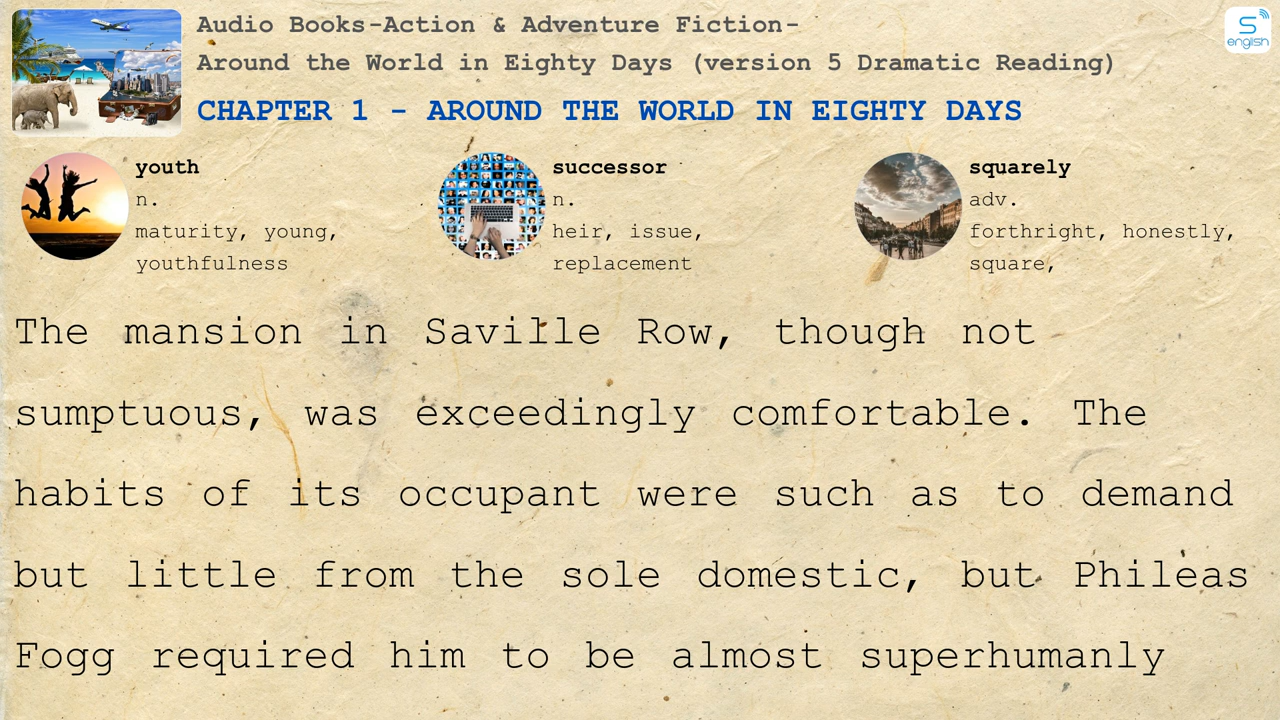 Audio Books-Action & Adventure Fiction-
Around the World in Eighty Days (version 5 Dramatic Reading)
CHAPTER 1 - AROUND THE WORLD IN EIGHTY DAYS
S
english
youth
n.
maturity, young,
youthfulness
successor
n.
heir, issue,
replacement
squarely
adv.
forthright, honestly,
square,
The mansion in Saville Row, though not
sumptuous, was exceedingly comfortable. The
habits of its occupant were such as to demand
but little from the sole domestic, but Phileas
Fogg required him to be almost superhumanly